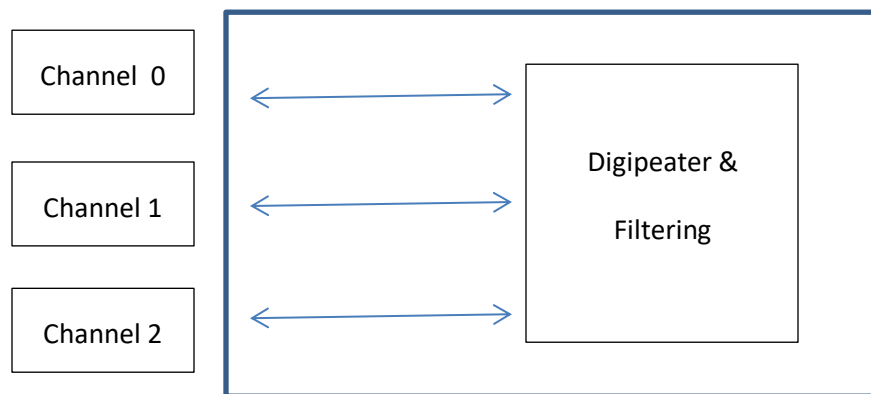 Channel  0
Channel 1
Channel 2
Digipeater &
Filtering